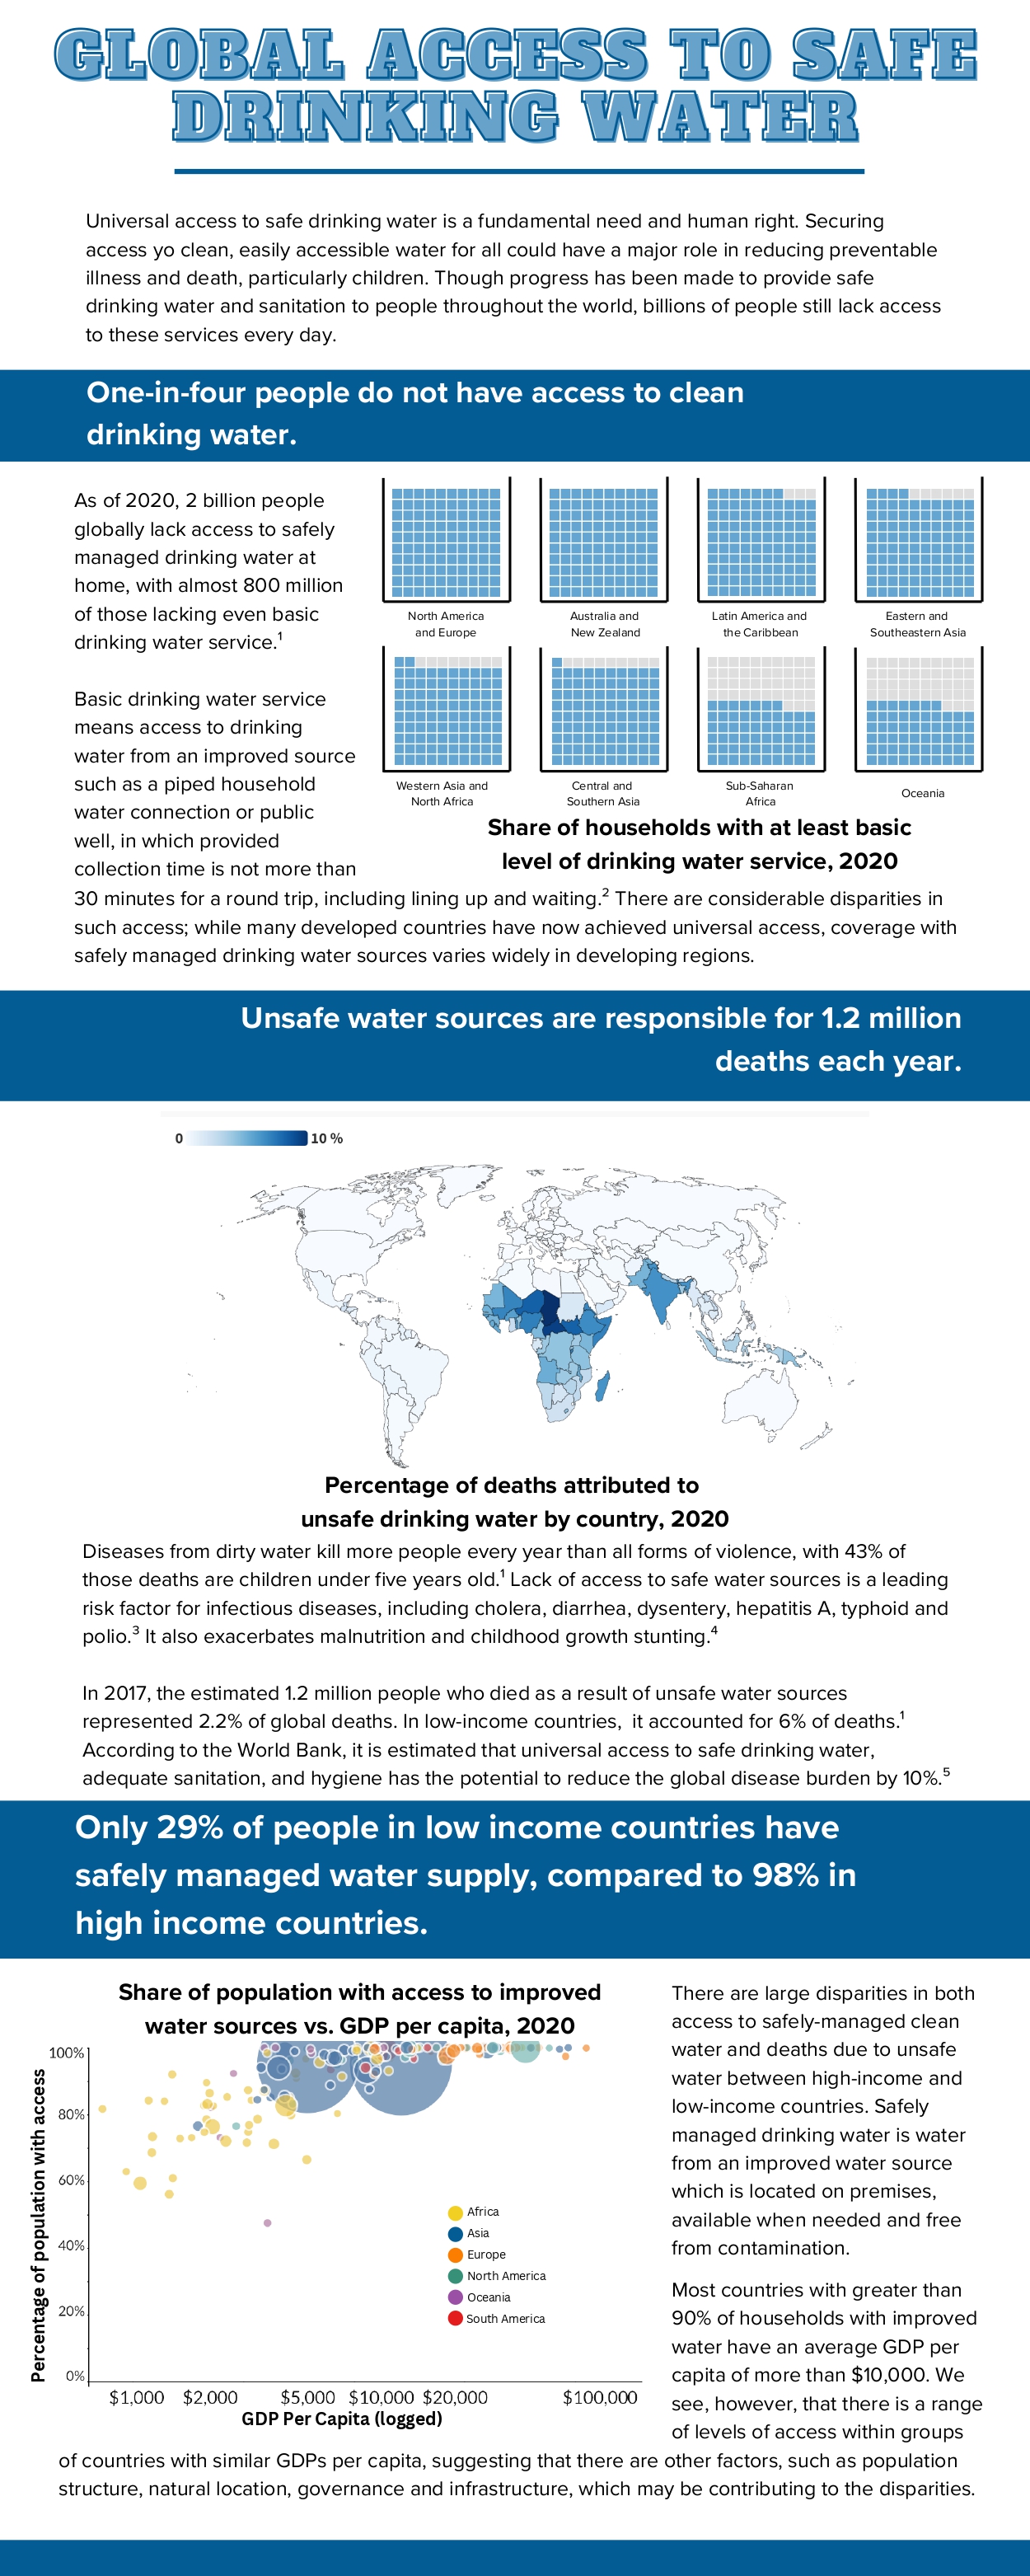 GLOBAL ACCESS TO SAFE
DRINKING WATER
Universal access to safe drinking water is a fundamental need and human right. Securing
access yo clean, easily accessible water for all could have a major role in reducing preventable
illness and death, particularly children. Though progress has been made to provide safe
drinking water and sanitation to people throughout the world, billions of people still lack access
to these services every day.
One-in-four people do not have access to clean
drinking water.
As of 2020, 2 billion people
globally lack access to safely
managed drinking water at
home, with almost 800 million
of those lacking even basic
drinking water service.¹
Basic drinking water service
means access to drinking
water from an improved source
such as a piped household
water connection or public
well, in which provided
collection time is not more than
30 minutes for a round trip, including lining up and waiting.² There are considerable disparities in
such access; while many developed countries have now achieved universal access, coverage with
safely managed drinking water sources varies widely in developing regions.
North America
and Europe
Australia and
New Zealand
Latin America and
the Caribbean
Eastern and
Southeastern Asia
Western Asia and
North Africa
Central and
Southern Asia
Sub-Saharan
Africa
Oceania
Share of households with at least basic
level of drinking water service, 2020
Unsafe water sources are responsible for 1.2 million
deaths each year.
0 10 %
Percentage of deaths attributed to
unsafe drinking water by country, 2020
Diseases from dirty water kill more people every year than all forms of violence, with 43% of
those deaths are children under five years old.¹ Lack of access to safe water sources is a leading
risk factor for infectious diseases, including cholera, diarrhea, dysentery, hepatitis A, typhoid and
polio.³ It also exacerbates malnutrition and childhood growth stunting.⁴
In 2017, the estimated 1.2 million people who died as a result of unsafe water sources
represented 2.2% of global deaths. In low-income countries,  it accounted for 6% of deaths.¹
According to the World Bank, it is estimated that universal access to safe drinking water,
adequate sanitation, and hygiene has the potential to reduce the global disease burden by 10%.⁵
Only 29% of people in low income countries have
safely managed water supply, compared to 98% in
high income countries.
Share of population with access to improved
water sources vs. GDP per capita, 2020
Percentage of population with access
100%
80%
60%
40%
20%
0%
Africa
Asia
Europe
North America
Oceania
South America
$1,000 $2,000 $5,000 $10,000 $20,000 $100,000
GDP Per Capita (logged)
There are large disparities in both
access to safely-managed clean
water and deaths due to unsafe
water between high-income and
low-income countries. Safely
managed drinking water is water
from an improved water source
which is located on premises,
available when needed and free
from contamination.
Most countries with greater than
90% of households with improved
water have an average GDP per
capita of more than $10,000. We
see, however, that there is a range
of levels of access within groups
of countries with similar GDPs per capita, suggesting that there are other factors, such as population
structure, natural location, governance and infrastructure, which may be contributing to the disparities.